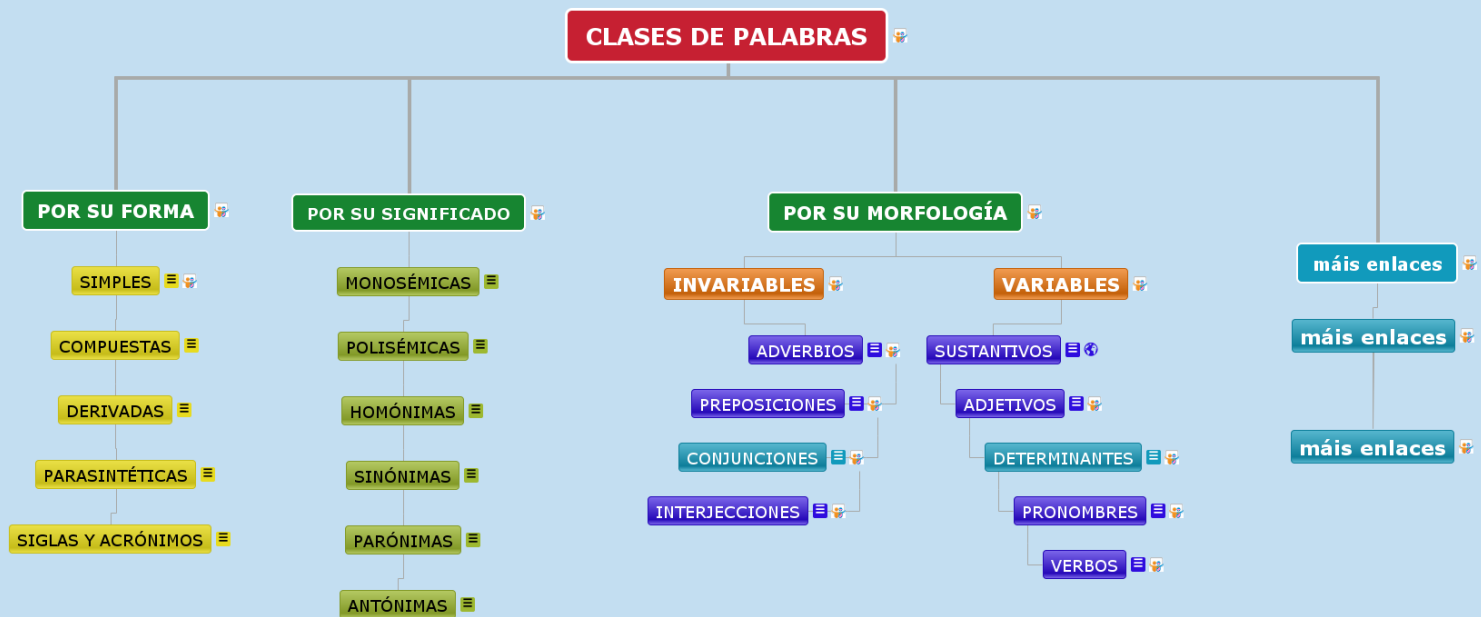 CLASES DE PALABRAS
POR SU FORMA
SIMPLES
COMPUESTAS
DERIVADAS
PARASINTÉTICAS
SIGLAS Y ACRÓNIMOS
POR SU SIGNIFICADO
MONOSÉMICAS
POLISÉMICAS
HOMÓNIMAS
SINÓNIMAS
PARÓNIMAS
ANTÓNIMAS
POR SU MORFOLOGÍA
INVARIABLES
ADVERBIOS
PREPOSICIONES
CONJUNCIONES
INTERJECCIONES
VARIABLES
SUSTANTIVOS
ADJETIVOS
DETERMINANTES
PRONOMBRES
VERBOS
máis enlaces
máis enlaces
máis enlaces